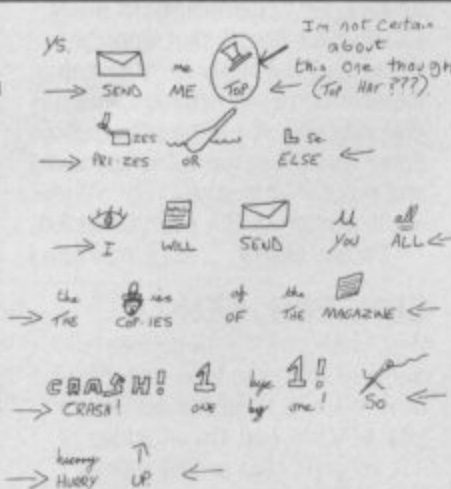 I'm not certain
about
this one though
(TOP HAT ???)
YS.
me
SEND ME TOP
ZES
PRI-ZES OR ELSE
se
u all
I WILL SEND YOU ALL
the ies of the
THE COP-IES OF THE MAGAZINE
CRASH! 1 bye 1!
CRASH! one by one! So
hurry
HURRY UP.